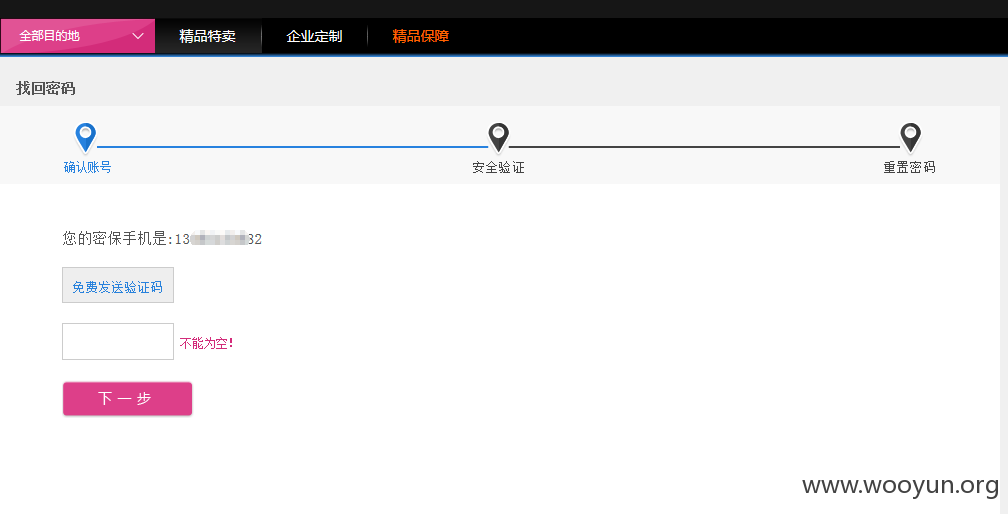 全部目的地 精品特卖 企业定制 精品保障
找回密码
确认账号 安全验证 重置密码
您的密保手机是:13 32
免费发送验证码
不能为空!
下一步
www.wooyun.org